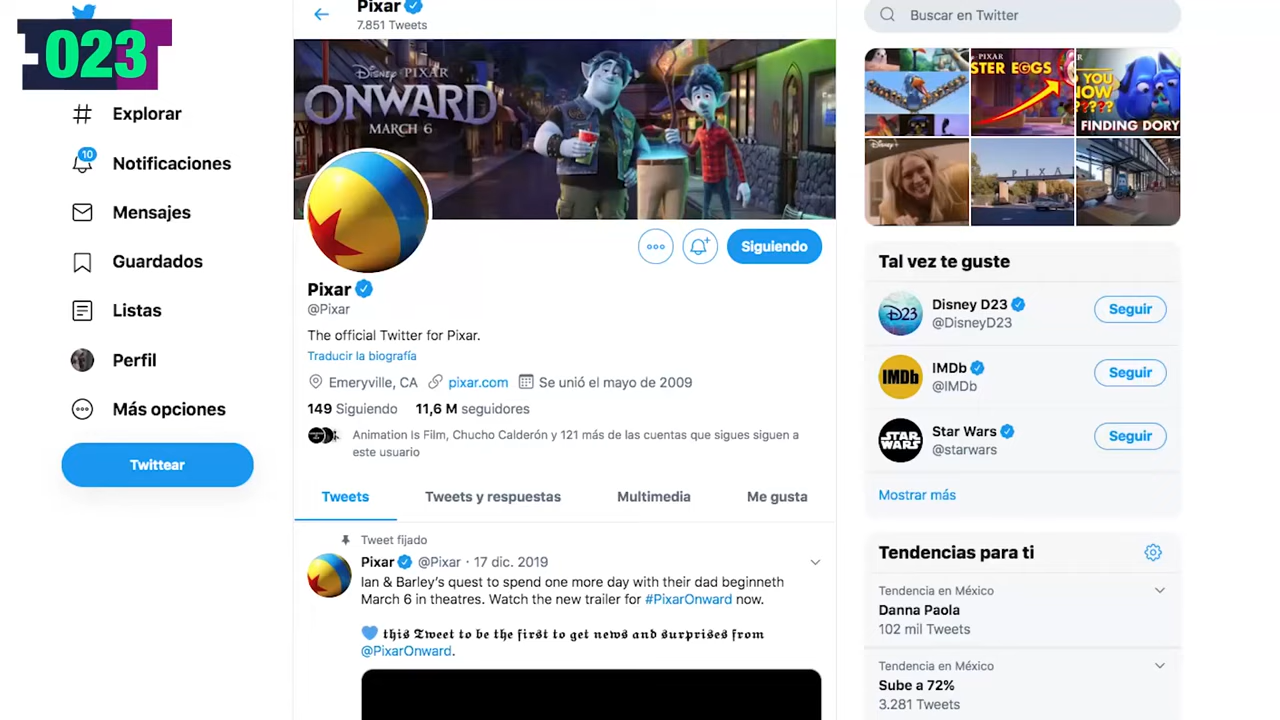 023
Explorar
10
Notificaciones
Mensajes
Guardados
Listas
Perfil
Más opciones
Twittear
Pixar
7.851 Tweets
DISNEY · PIXAR
ONWARD
MARCH 6
Siguiendo
Pixar
@Pixar
The official Twitter for Pixar.
Traducir la biografía
Emeryville, CA pixar.com Se unió el mayo de 2009
149 Siguiendo 11,6 M seguidores
Animation Is Film, Chucho Calderón y 121 más de las cuentas que sigues siguen a
este usuario
Tweets Tweets y respuestas Multimedia Me gusta
Tweet fijado
Pixar @Pixar · 17 dic. 2019
Ian & Barley's quest to spend one more day with their dad beginneth
March 6 in theatres. Watch the new trailer for #PixarOnward now.
𝖙𝖍𝖎𝖘 𝕿𝖜𝖊𝖊𝖙 𝖙𝖔 𝖇𝖊 𝖙𝖍𝖊 𝖋𝖎𝖗𝖘𝖙 𝖙𝖔 𝖌𝖊𝖙 𝖓𝖊𝖜𝖘 𝖆𝖓𝖉 𝖘𝖚𝖗𝖕𝖗𝖎𝖘𝖊𝖘 𝖋𝖗𝖔𝖒
@PixarOnward.
Buscar en Twitter
PIXAR
STER EGGS
YOU
NOW
????
FINDING DORY
Disney+
PIXAR
Tal vez te guste
D23
Disney D23
@DisneyD23
Seguir
IMDb
IMDb
@IMDb
Seguir
STAR
WARS
Star Wars
@starwars
Seguir
Mostrar más
Tendencias para ti
Tendencia en México
Danna Paola
102 mil Tweets
Tendencia en México
Sube a 72%
3.281 Tweets